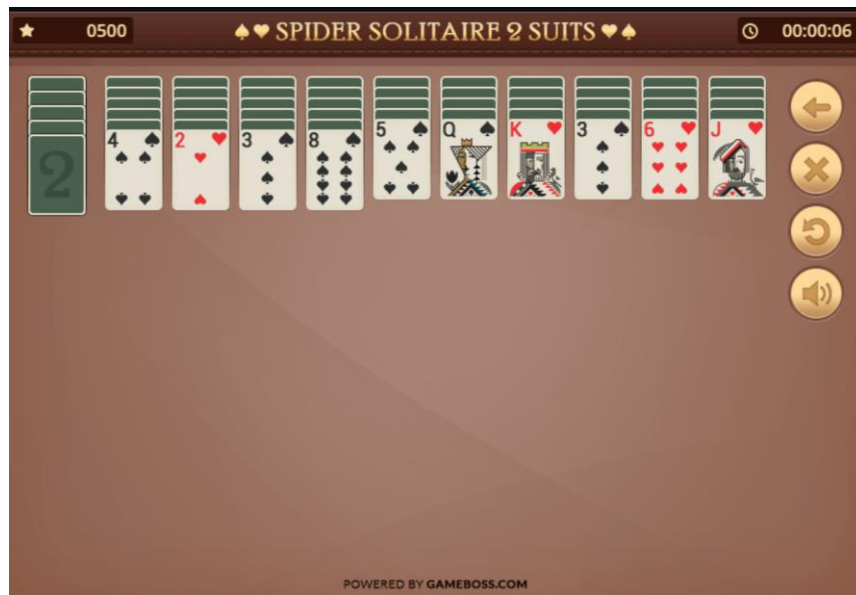 0500
♠♥ SPIDER SOLITAIRE 2 SUITS ♥♠
00:00:06
2
4 2 3 8 5 Q K 3 6 J
POWERED BY GAMEBOSS.COM